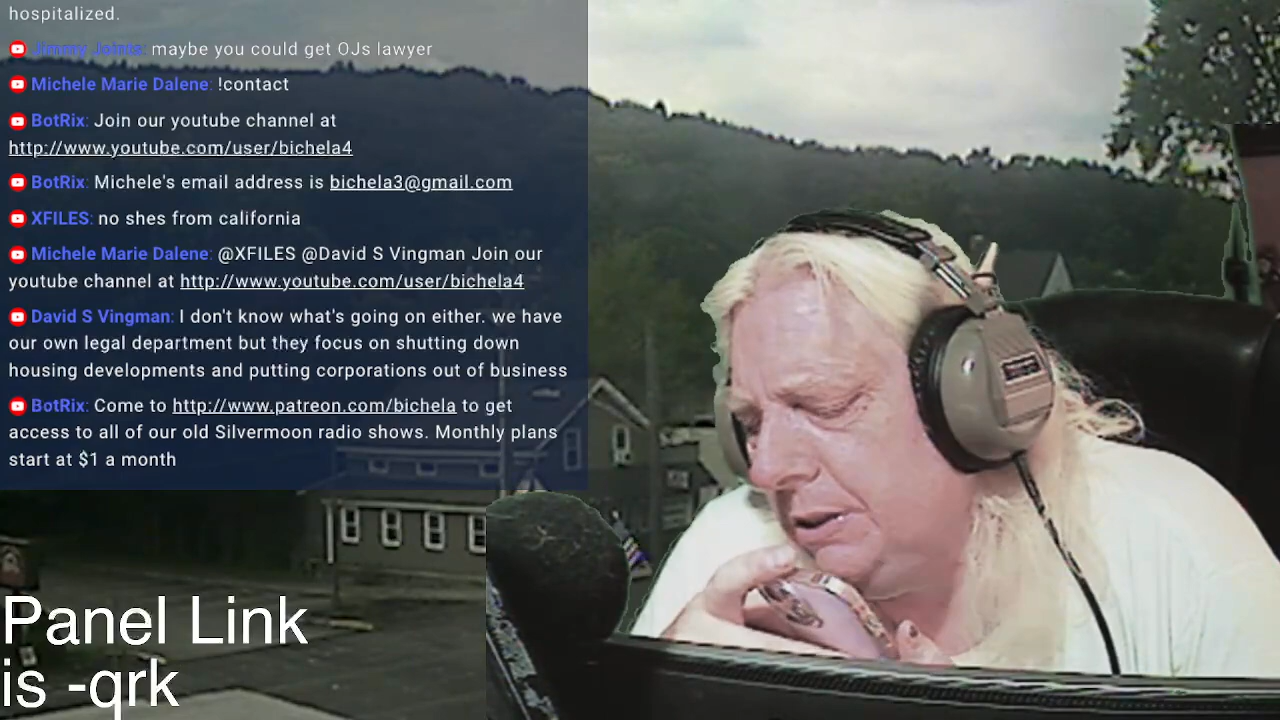 hospitalized.
Jimmy Jointz: maybe you could get OJs lawyer
Michele Marie Dalene: !contact
BotRix: Join our youtube channel at
http://www.youtube.com/user/bichela4
BotRix: Michele's email address is bichela3@gmail.com
XFILES: no shes from california
Michele Marie Dalene: @XFILES @David S Vingman Join our
youtube channel at http://www.youtube.com/user/bichela4
David S Vingman: I don't know what's going on either. we have
our own legal department but they focus on shutting down
housing developments and putting corporations out of business
BotRix: Come to http://www.patreon.com/bichela to get
access to all of our old Silvermoon radio shows. Monthly plans
start at $1 a month
Panel Link
is -qrk